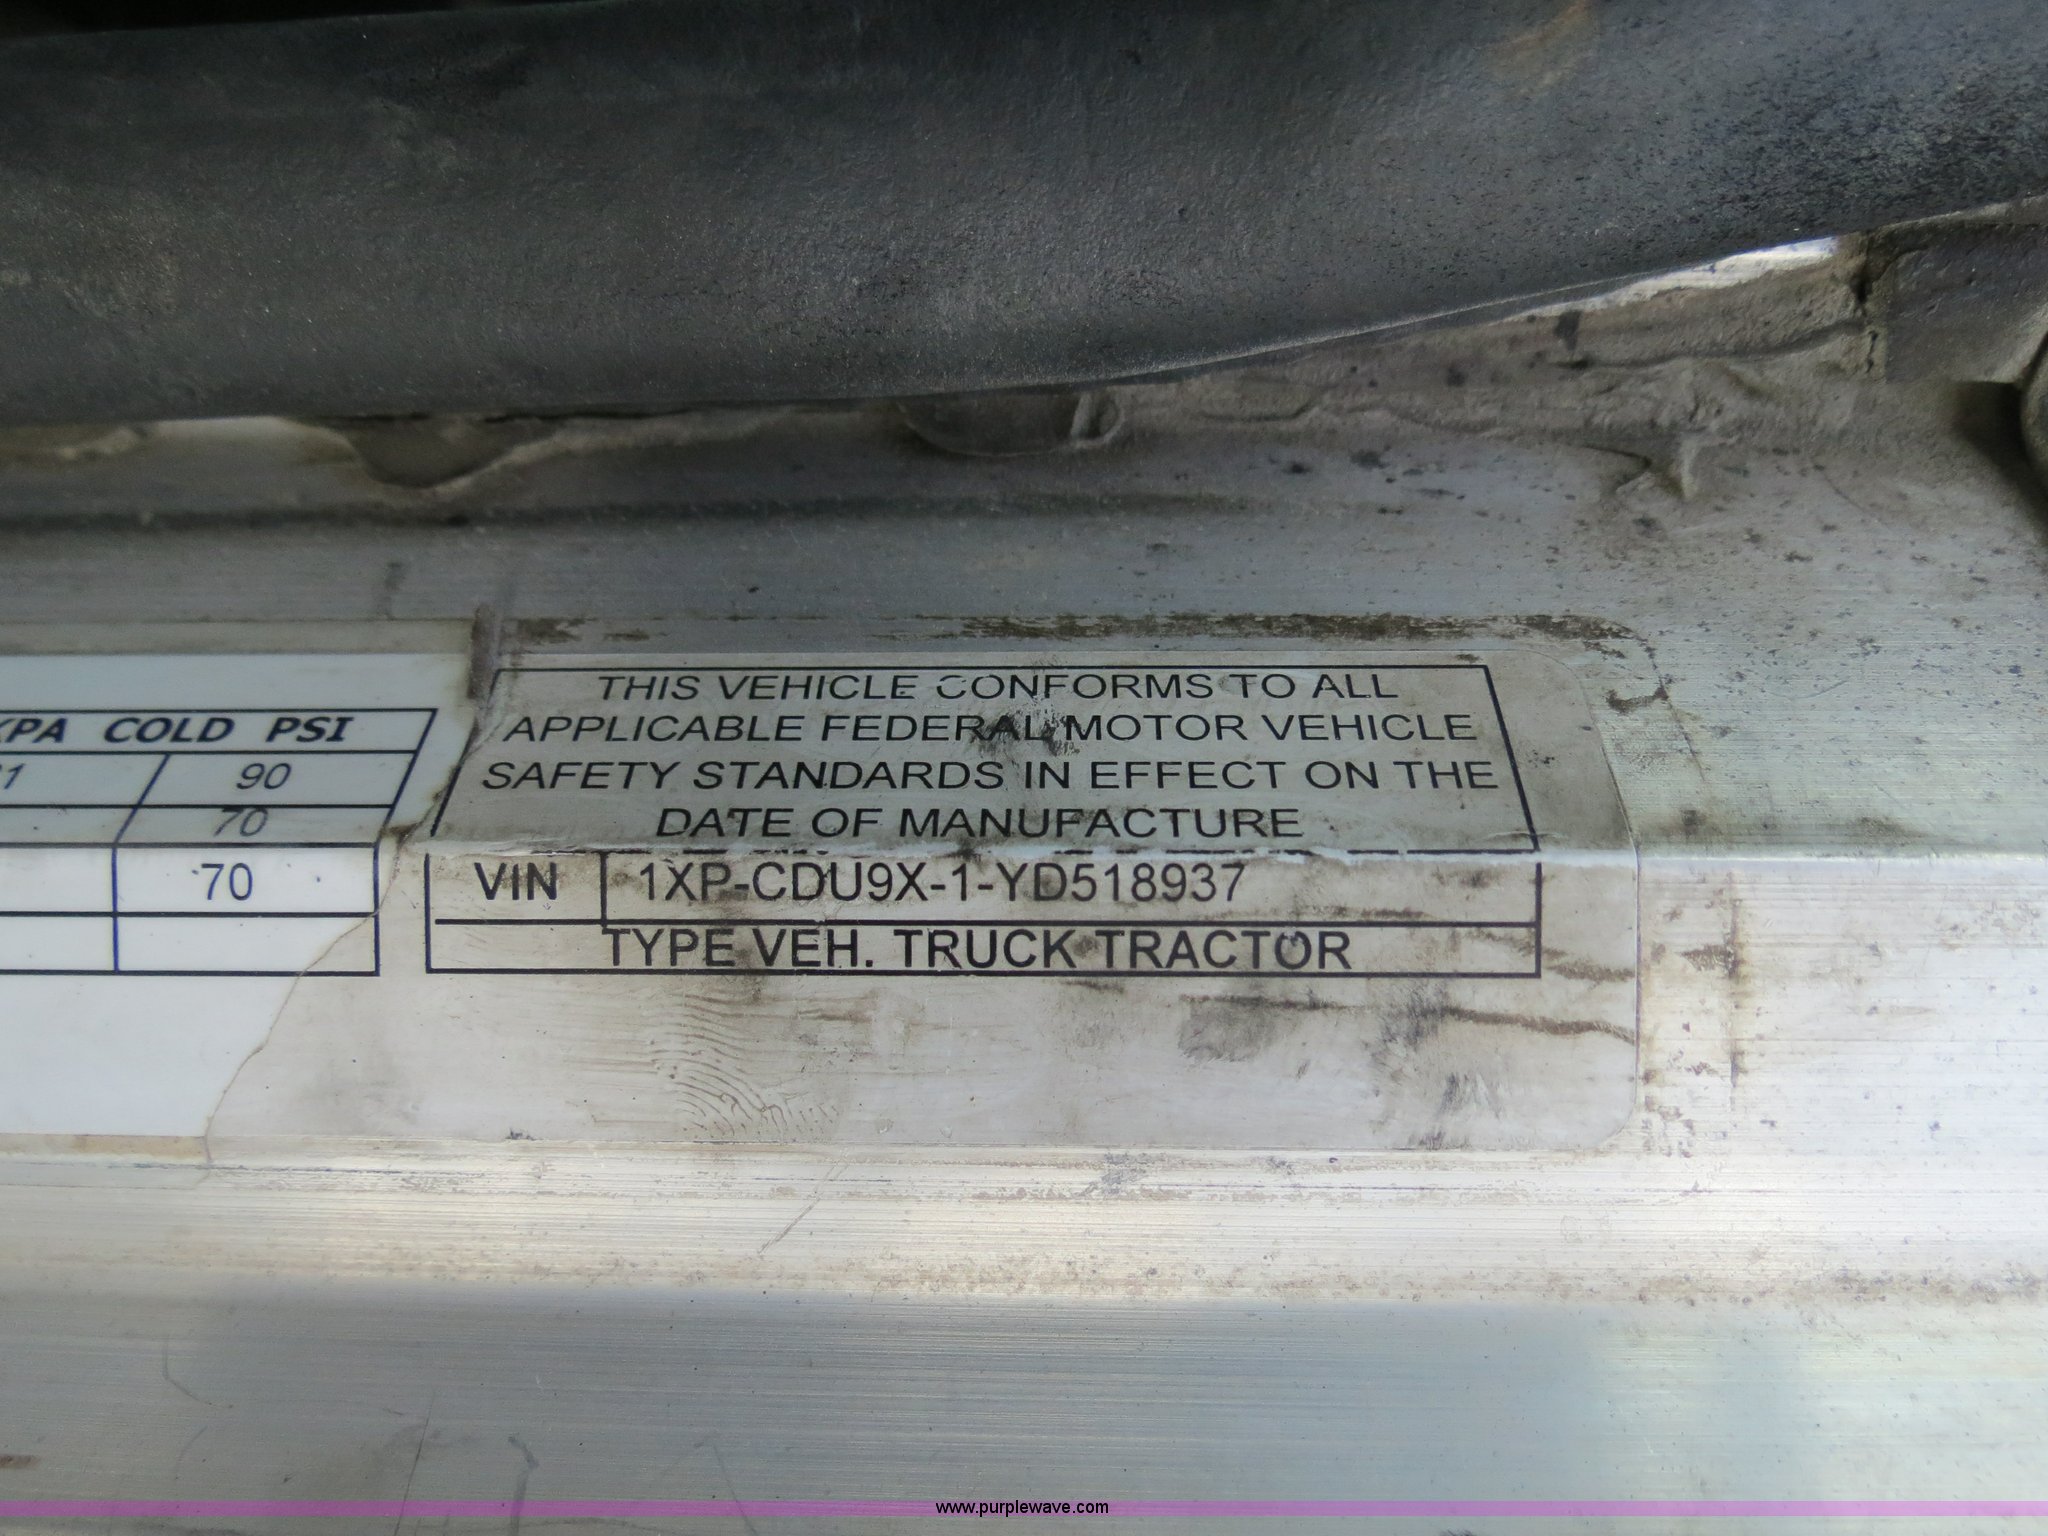 THIS VEHICLE CONFORMS TO ALL
APPLICABLE FEDERAL MOTOR VEHICLE
SAFETY STANDARDS IN EFFECT ON THE
DATE OF MANUFACTURE
VIN 1XP-CDU9X-1-YD518937
TYPE VEH. TRUCK TRACTOR
KPA COLD PSI
90
70
70
www.purplewave.com